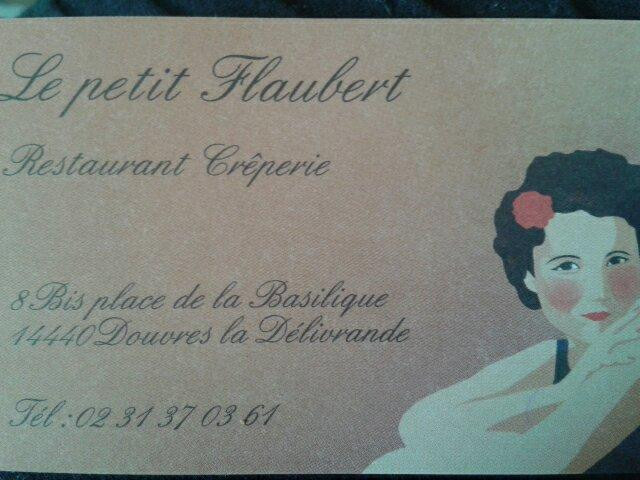 Le petit Flaubert
Restaurant Crêperie
8 Bis place de la Basilique
14440 Douvres la Délivrande
Tél : 02 31 37 03 61